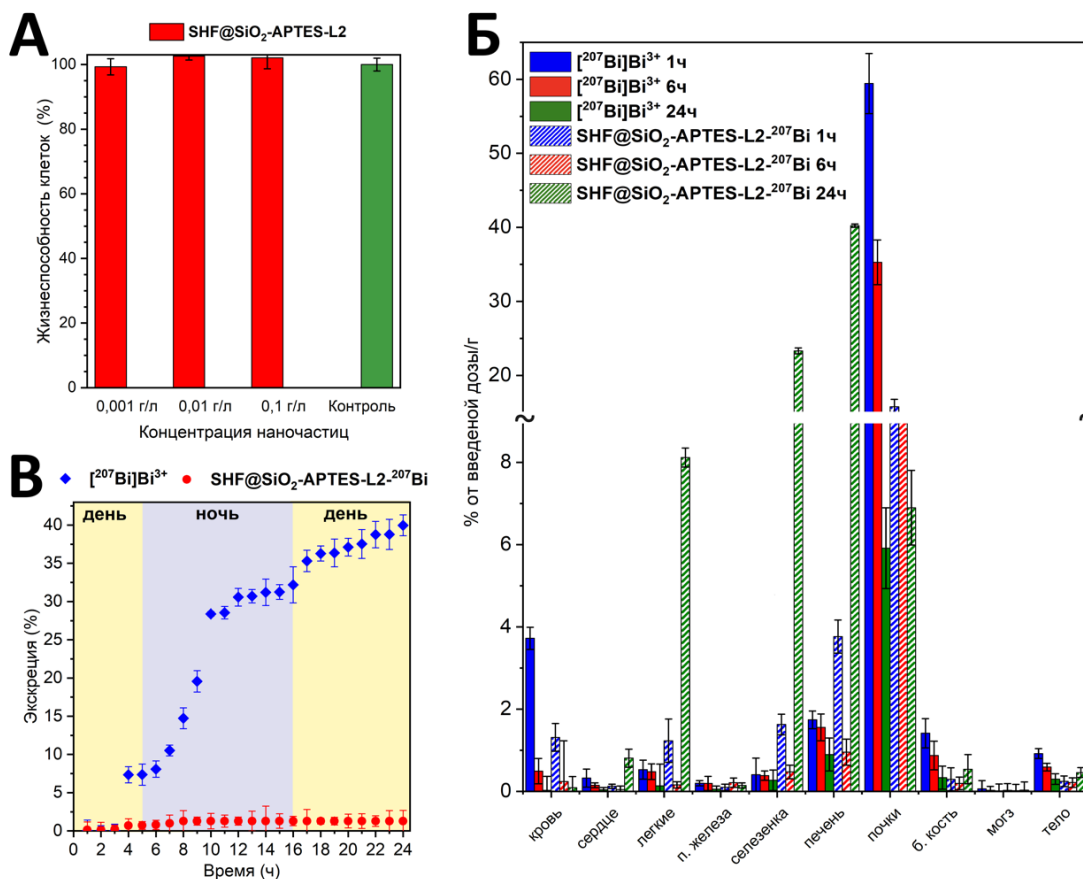 А
SHF@SiO₂-APTES-L2
Жизнеспособность клеток (%)
100
80
60
40
20
0
0,001 г/л 0,01 г/л 0,1 г/л Контроль
Концентрация наночастиц
Б
[²⁰⁷Bi]Bi³⁺ 1ч
[²⁰⁷Bi]Bi³⁺ 6ч
[²⁰⁷Bi]Bi³⁺ 24ч
SHF@SiO₂-APTES-L2-²⁰⁷Bi 1ч
SHF@SiO₂-APTES-L2-²⁰⁷Bi 6ч
SHF@SiO₂-APTES-L2-²⁰⁷Bi 24ч
% от введеной дозы/г
60
50
40
30
20
~ ~
8
6
4
2
0
кровь сердце легкие п. железа селезенка печень почки б. кость могз тело
В
[²⁰⁷Bi]Bi³⁺ SHF@SiO₂-APTES-L2-²⁰⁷Bi
день ночь день
Экскреция (%)
40
35
30
25
20
15
10
5
0
0 2 4 6 8 10 12 14 16 18 20 22 24
Время (ч)